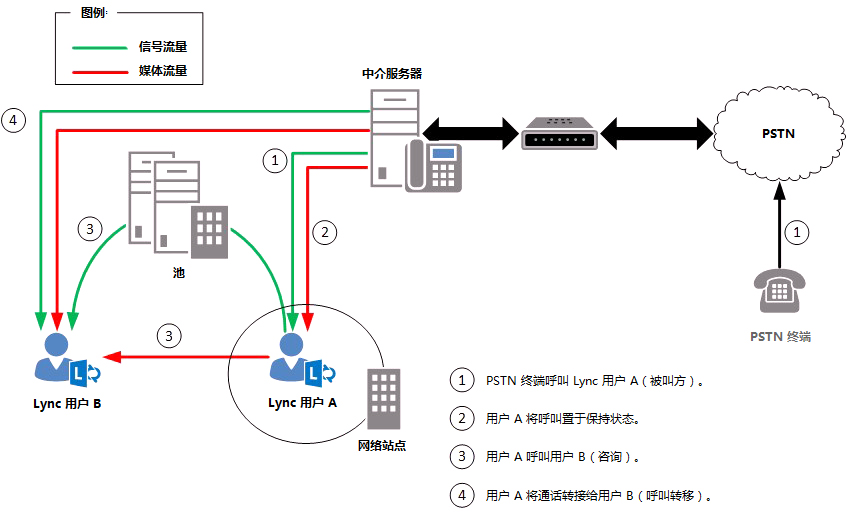 图例:
信号流量
媒体流量
中介服务器
4
PSTN
1
3
2
1
池
PSTN 终端
3
Lync 用户 B
Lync 用户 A
网络站点
1 PSTN 终端呼叫 Lync 用户 A（被叫方）。
2 用户 A 将呼叫置于保持状态。
3 用户 A 呼叫用户 B（咨询）。
4 用户 A 将通话转接给用户 B（呼叫转移）。